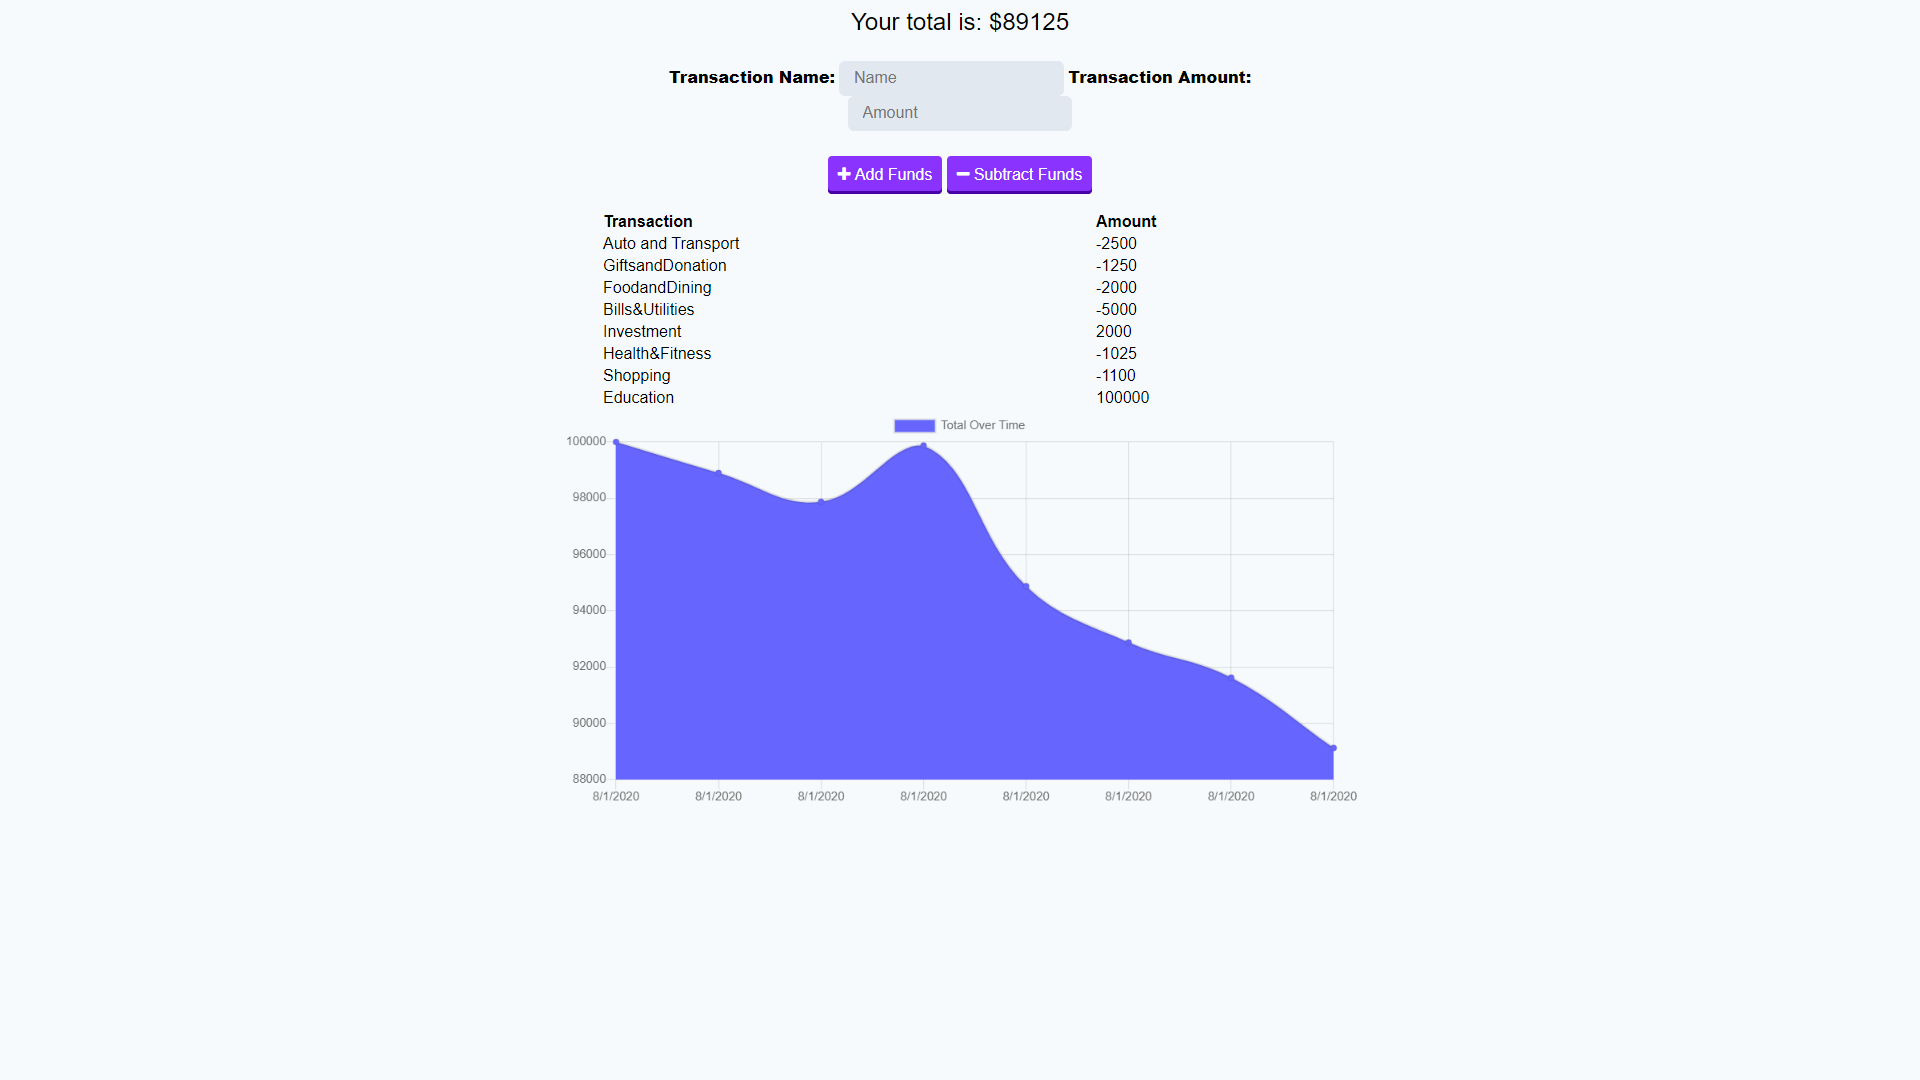 Your total is: $89125
Transaction Name: Name Transaction Amount:
Amount
Add Funds Subtract Funds
Transaction Amount
Auto and Transport -2500
GiftsandDonation -1250
FoodandDining -2000
Bills&Utilities -5000
Investment 2000
Health&Fitness -1025
Shopping -1100
Education 100000
Total Over Time
100000
98000
96000
94000
92000
90000
88000
8/1/2020 8/1/2020 8/1/2020 8/1/2020 8/1/2020 8/1/2020 8/1/2020 8/1/2020